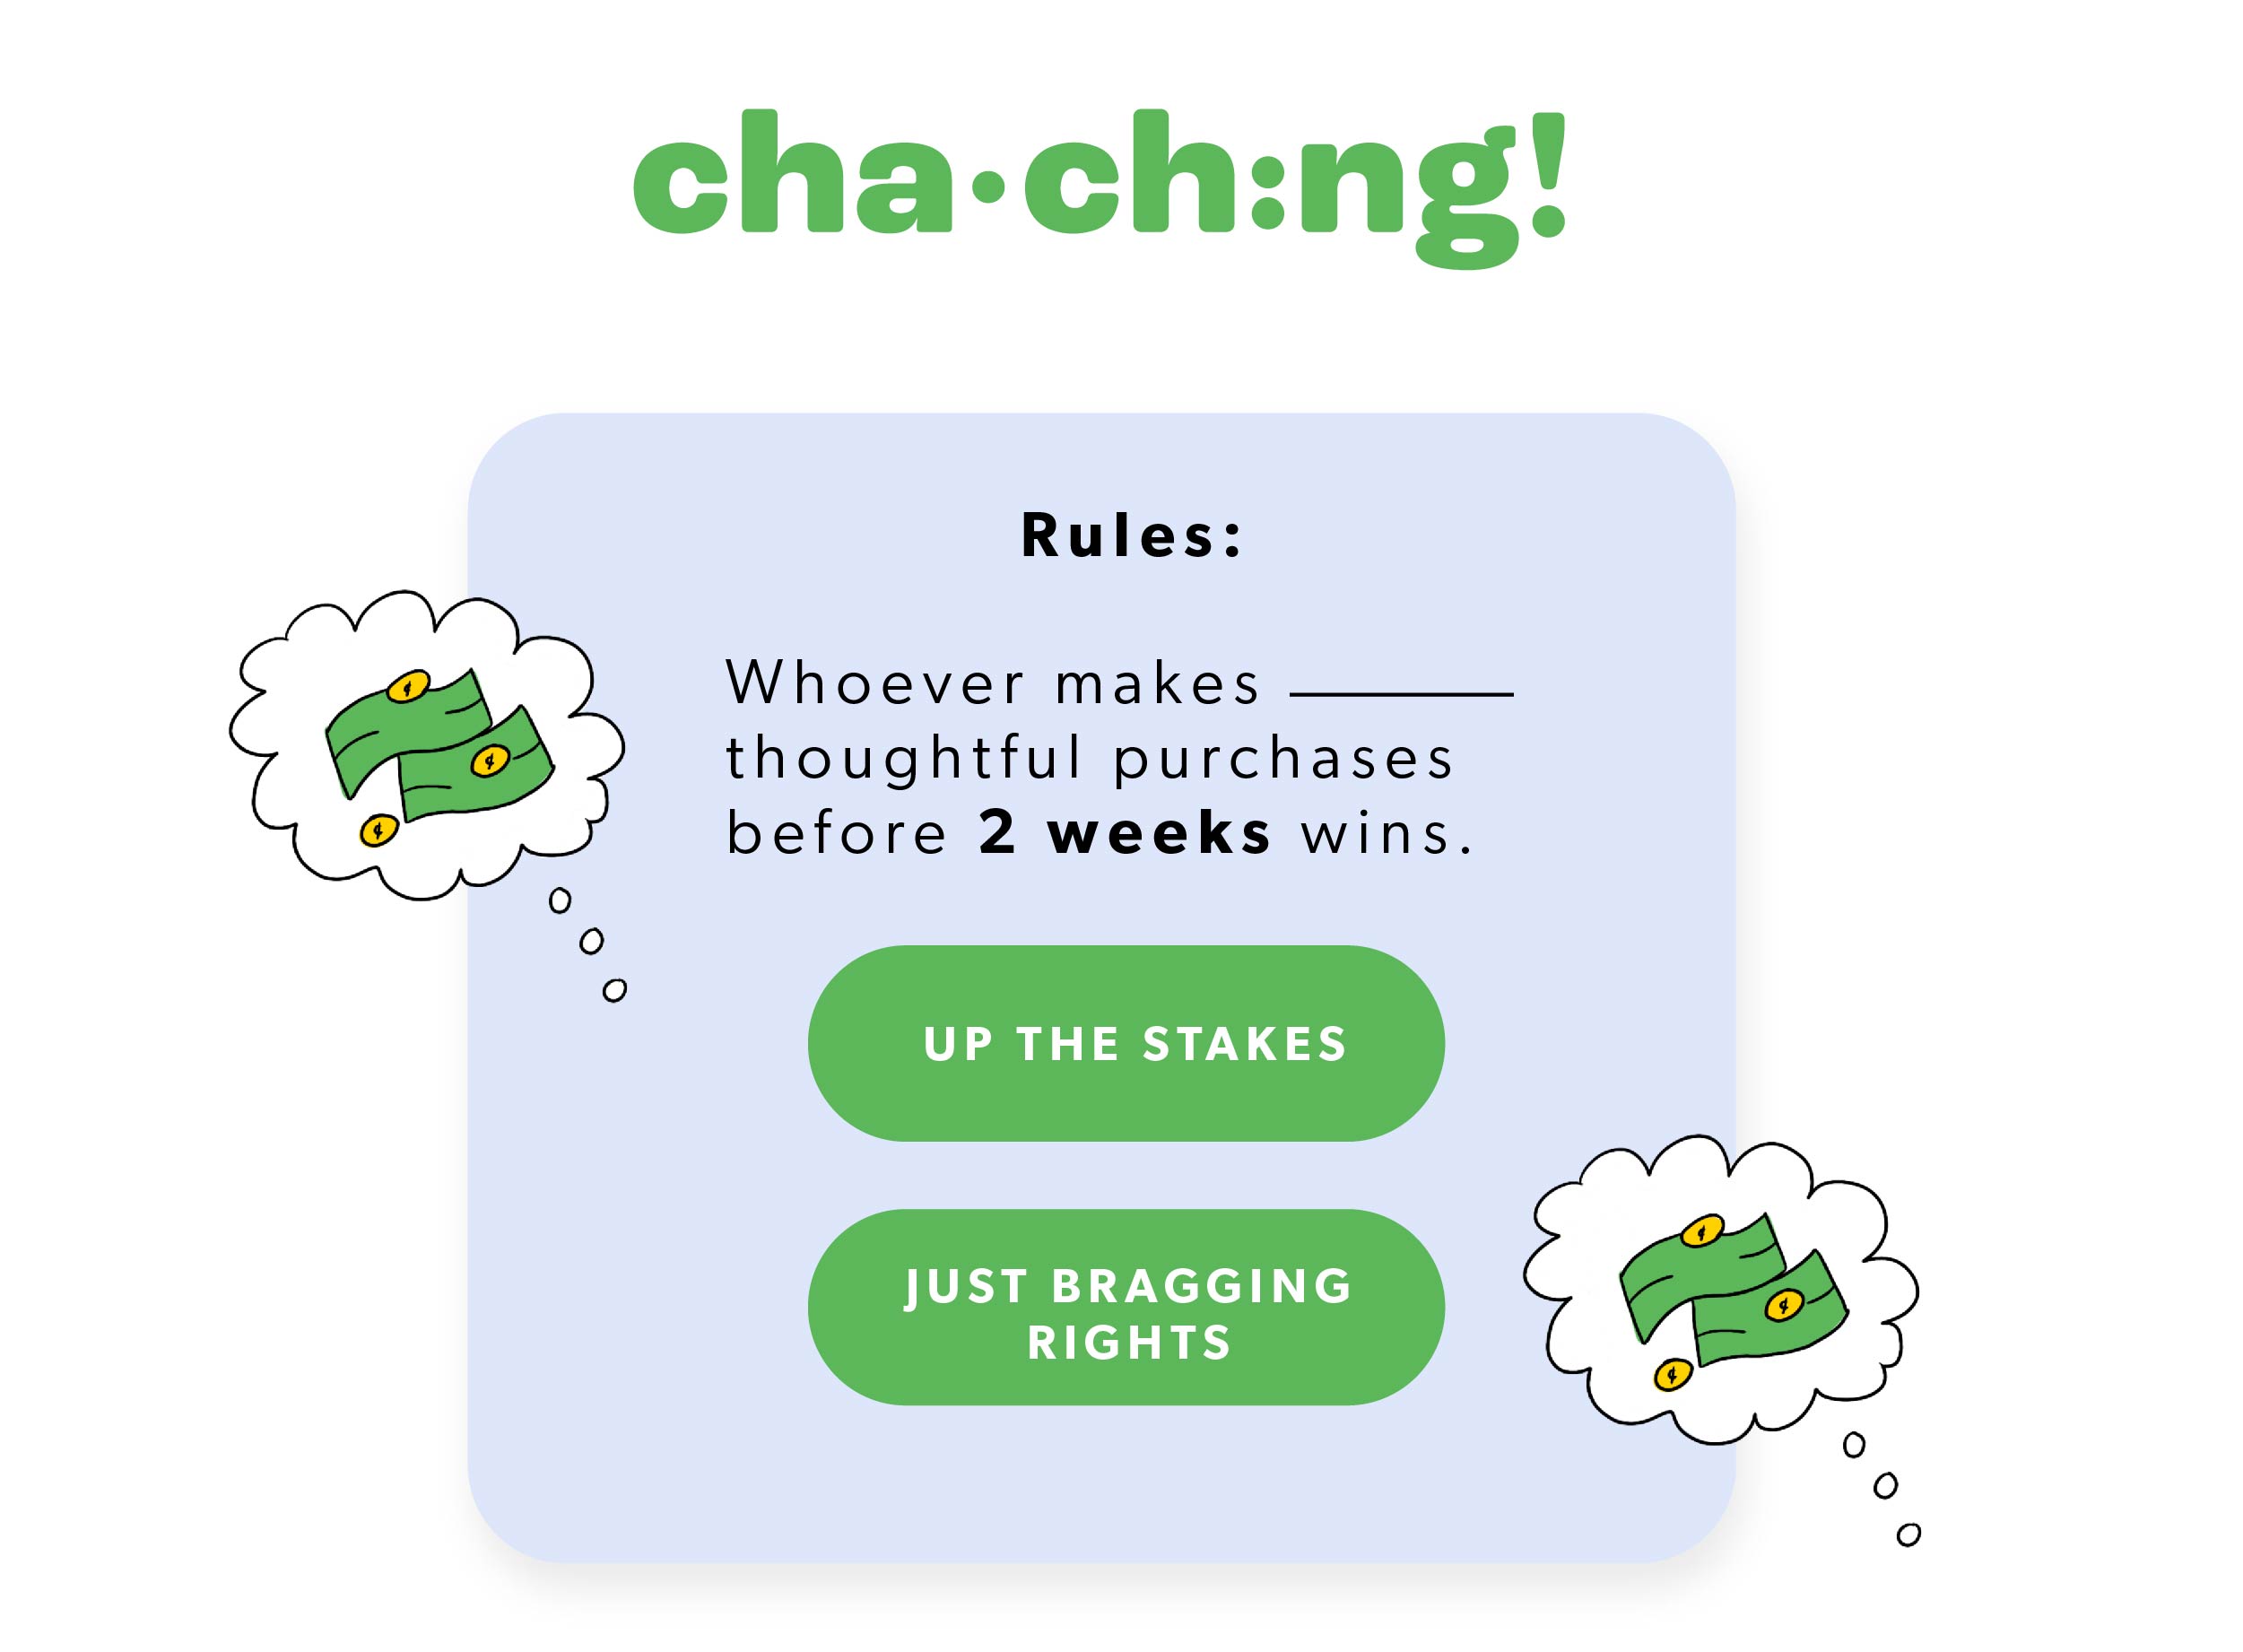 cha·ch:ng!
Rules:
Whoever makes ______
thoughtful purchases
before 2 weeks wins.
UP THE STAKES
JUST BRAGGING
RIGHTS